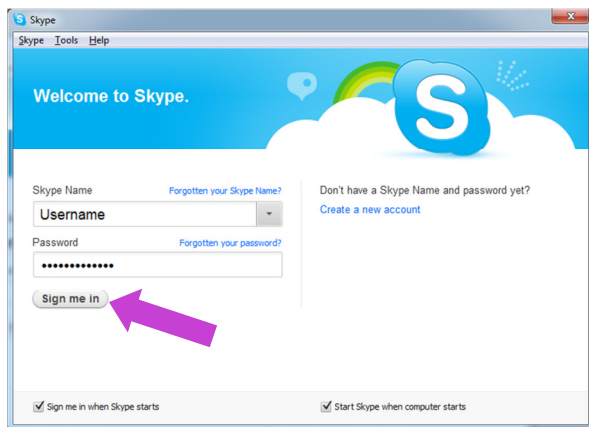 Skype
Skype Tools Help
Welcome to Skype.
S
Skype Name Forgotten your Skype Name?
Username
Password Forgotten your password?
•••••••••••••
Sign me in
Don't have a Skype Name and password yet?
Create a new account
Sign me in when Skype starts
Start Skype when computer starts